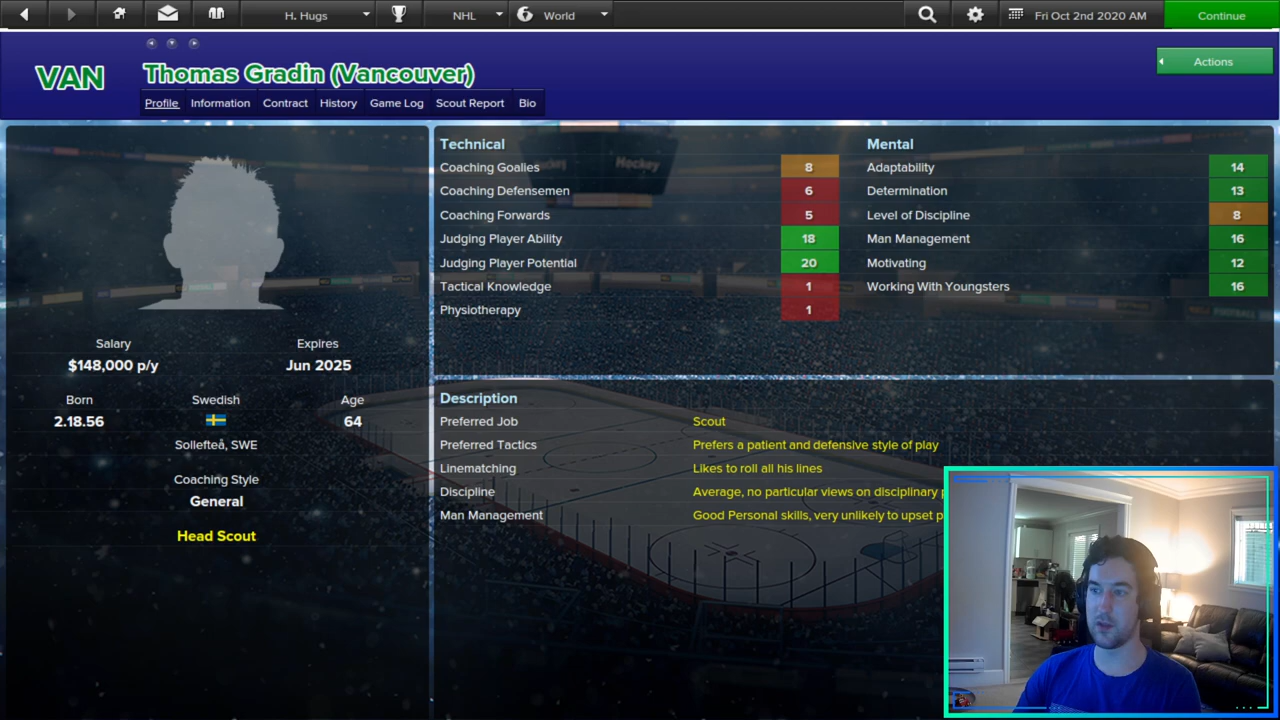 H. Hugs
NHL
World
Fri Oct 2nd 2020 AM
Continue
VAN
Thomas Gradin (Vancouver)
Actions
Profile Information Contract History Game Log Scout Report Bio
Technical
Coaching Goalies 8
Coaching Defensemen 6
Coaching Forwards 5
Judging Player Ability 18
Judging Player Potential 20
Tactical Knowledge 1
Physiotherapy 1
Mental
Adaptability 14
Determination 13
Level of Discipline 8
Man Management 16
Motivating 12
Working With Youngsters 16
Salary Expires
$148,000 p/y Jun 2025
Born Swedish Age
2.18.56 64
Sollefteå, SWE
Coaching Style
General
Head Scout
Description
Preferred Job Scout
Preferred Tactics Prefers a patient and defensive style of play
Linematching Likes to roll all his lines
Discipline Average, no particular views on disciplinary
Man Management Good Personal skills, very unlikely to upset